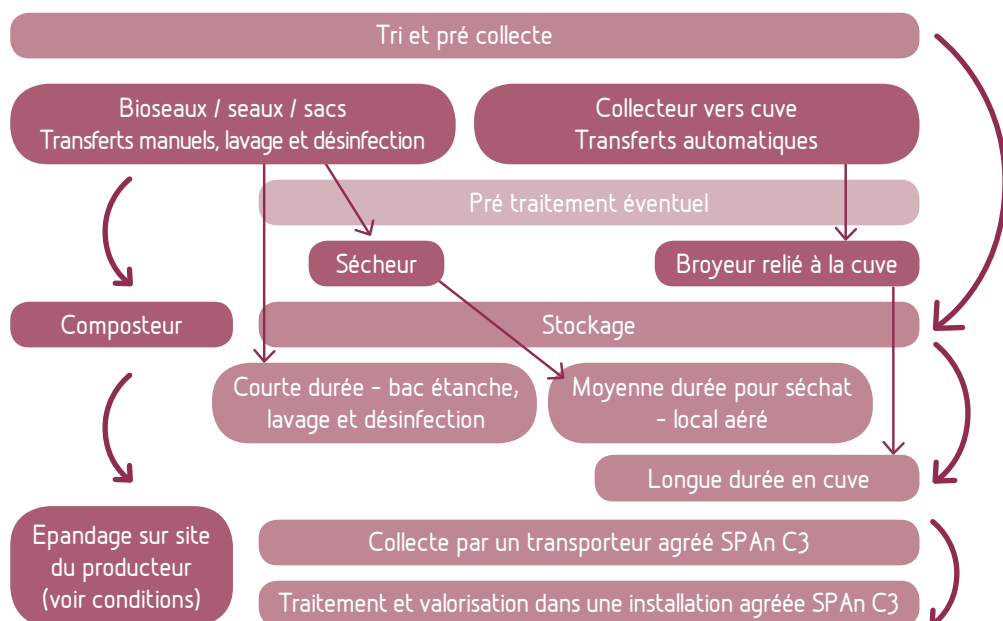 Tri et pré collecte
Bioseaux / seaux / sacs
Transferts manuels, lavage et désinfection
Collecteur vers cuve
Transferts automatiques
Pré traitement éventuel
Sécheur
Broyeur relié à la cuve
Composteur
Stockage
Courte durée - bac étanche,
lavage et désinfection
Moyenne durée pour séchat
- local aéré
Longue durée en cuve
Epandage sur site
du producteur
(voir conditions)
Collecte par un transporteur agréé SPAn C3
Traitement et valorisation dans une installation agréée SPAn C3